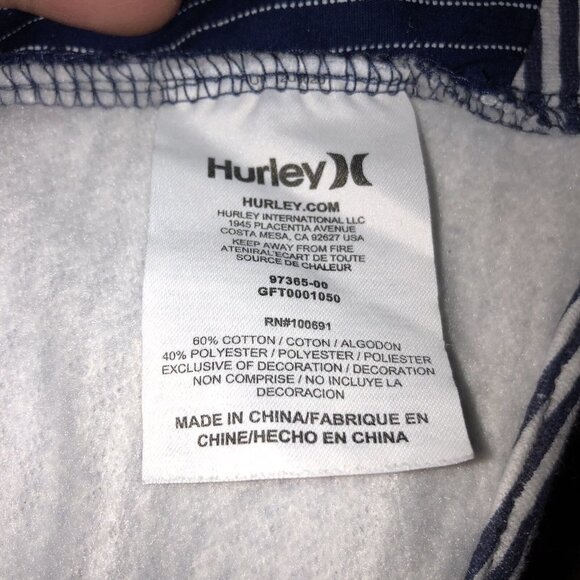 Hurley
HURLEY.COM
HURLEY INTERNATIONAL LLC
1945 PLACENTIA AVENUE
COSTA MESA, CA 92627 USA
KEEP AWAY FROM FIRE
ATENIRAL'ECART DE TOUTE
SOURCE DE CHALEUR
97365-00
GFT0001050
RN#100691
60% COTTON / COTON / ALGODON
40% POLYESTER / POLYESTER / POLIESTER
EXCLUSIVE OF DECORATION / DECORATION
NON COMPRISE / NO INCLUYE LA
DECORACION
MADE IN CHINA/FABRIQUE EN
CHINE/HECHO EN CHINA